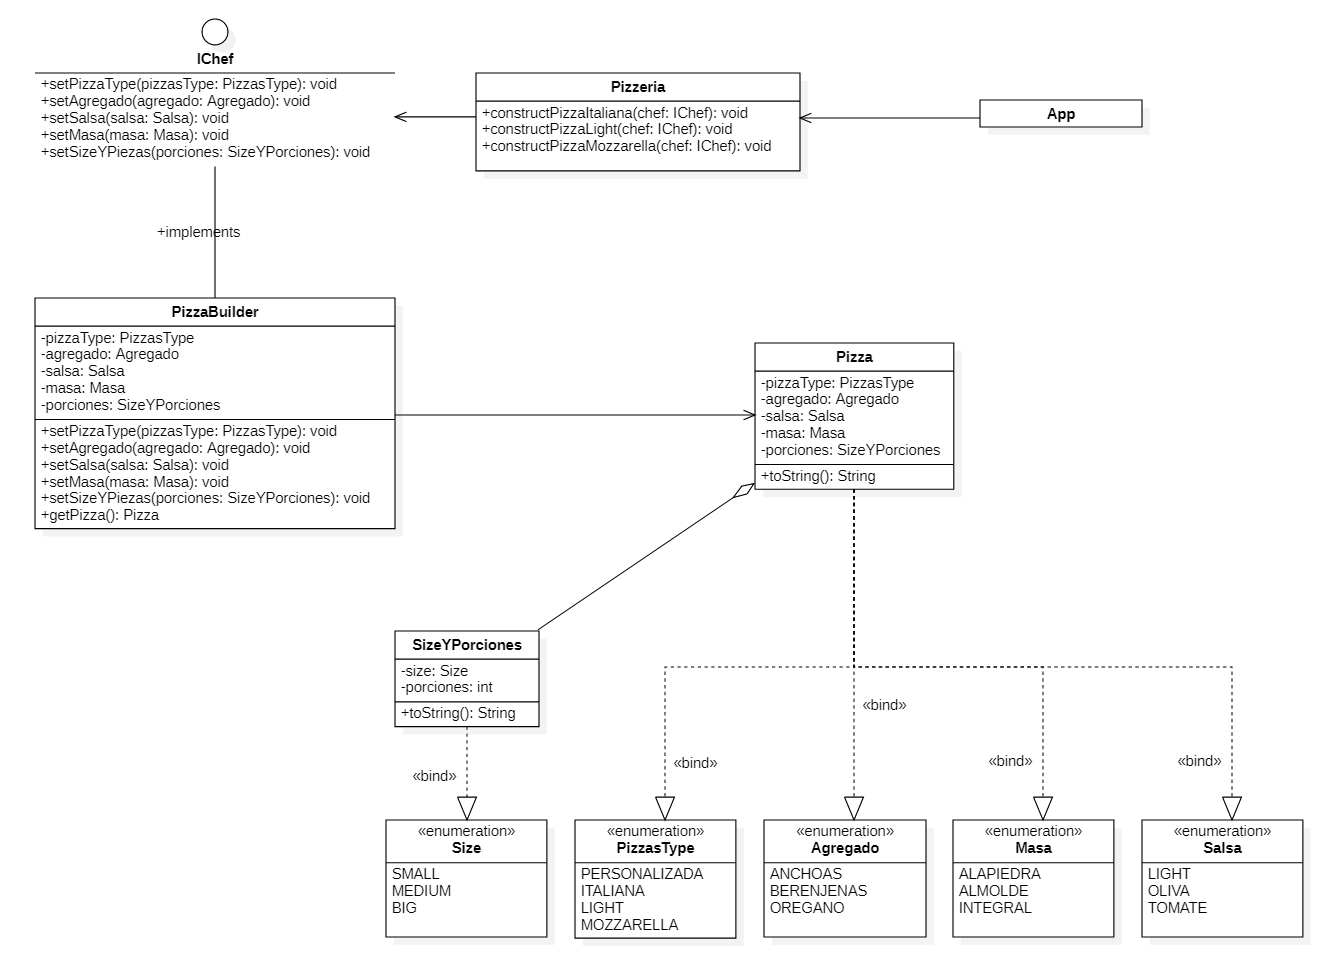 IChef
+setPizzaType(pizzasType: PizzasType): void
+setAgregado(agregado: Agregado): void
+setSalsa(salsa: Salsa): void
+setMasa(masa: Masa): void
+setSizeYPiezas(porciones: SizeYPorciones): void
Pizzeria
+constructPizzaItaliana(chef: IChef): void
+constructPizzaLight(chef: IChef): void
+constructPizzaMozzarella(chef: IChef): void
App
+implements
PizzaBuilder
-pizzaType: PizzasType
-agregado: Agregado
-salsa: Salsa
-masa: Masa
-porciones: SizeYPorciones
+setPizzaType(pizzasType: PizzasType): void
+setAgregado(agregado: Agregado): void
+setSalsa(salsa: Salsa): void
+setMasa(masa: Masa): void
+setSizeYPiezas(porciones: SizeYPorciones): void
+getPizza(): Pizza
Pizza
-pizzaType: PizzasType
-agregado: Agregado
-salsa: Salsa
-masa: Masa
-porciones: SizeYPorciones
+toString(): String
SizeYPorciones
-size: Size
-porciones: int
+toString(): String
«bind»
«bind»
«bind»
«bind»
«bind»
«enumeration»
Size
SMALL
MEDIUM
BIG
«enumeration»
PizzasType
PERSONALIZADA
ITALIANA
LIGHT
MOZZARELLA
«enumeration»
Agregado
ANCHOAS
BERENJENAS
OREGANO
«enumeration»
Masa
ALAPIEDRA
ALMOLDE
INTEGRAL
«enumeration»
Salsa
LIGHT
OLIVA
TOMATE